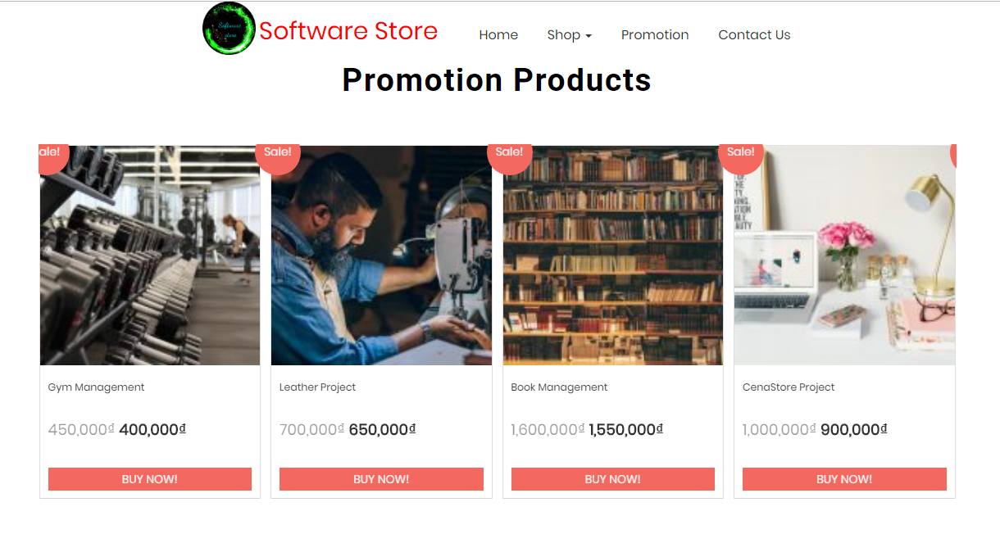 Software
store
Software Store
Home
Shop
Promotion
Contact Us
Promotion Products
ale!
Sale!
Sale!
Sale!
Gym Management
450,000₫ 400,000₫
BUY NOW!
Leather Project
700,000₫ 650,000₫
BUY NOW!
Book Management
1,600,000₫ 1,550,000₫
BUY NOW!
CenaStore Project
1,000,000₫ 900,000₫
BUY NOW!